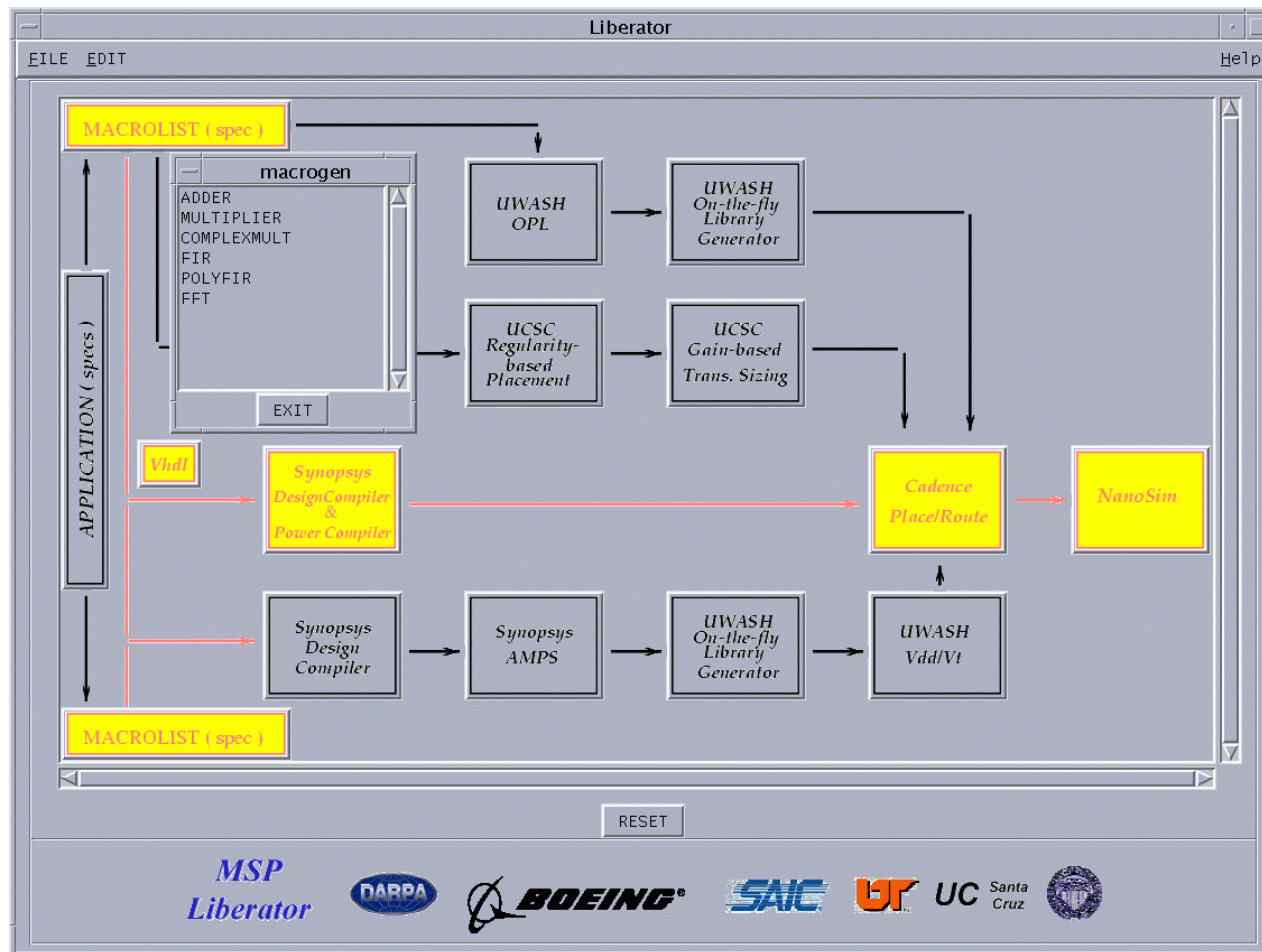 Liberator
FILE EDIT Help
MACROLIST ( spec )
macrogen
ADDER
MULTIPLIER
COMPLEXMULT
FIR
POLYFIR
FFT
EXIT
UWASH
OPL
UWASH
On-the-fly
Library
Generator
APPLICATION ( specs )
UCSC
Regularity-
based
Placement
UCSC
Gain-based
Trans. Sizing
Vhdl
Synopsys
DesignCompiler
&
Power Compiler
Cadence
Place/Route
NanoSim
Synopsys
Design
Compiler
Synopsys
AMPS
UWASH
On-the-fly
Library
Generator
UWASH
Vdd/Vt
MACROLIST ( spec )
RESET
MSP
Liberator
DARPA
BOEING®
SAIC
UT
UC Santa
Cruz